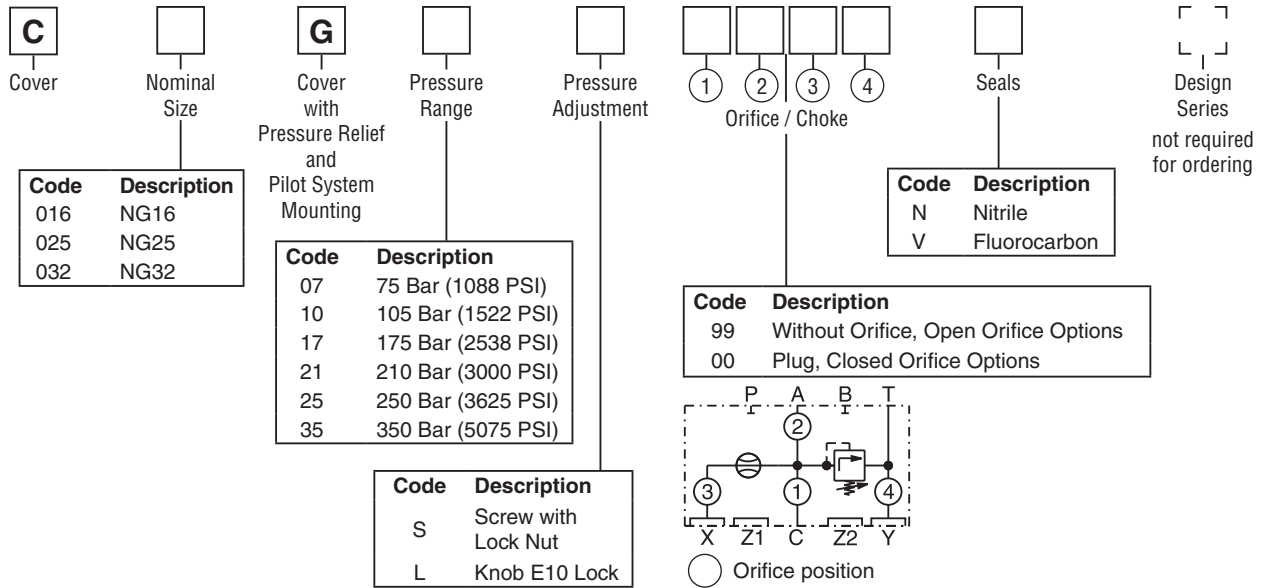 C
G
Cover
Nominal
Size
Cover
with
Pressure Relief
and
Pilot System
Mounting
Pressure
Range
Pressure
Adjustment
1 2 3 4
Orifice / Choke
Seals
Design
Series
not required
for ordering
Code Description
016 NG16
025 NG25
032 NG32
Code Description
07 75 Bar (1088 PSI)
10 105 Bar (1522 PSI)
17 175 Bar (2538 PSI)
21 210 Bar (3000 PSI)
25 250 Bar (3625 PSI)
35 350 Bar (5075 PSI)
Code Description
S Screw with
Lock Nut
L Knob E10 Lock
Code Description
N Nitrile
V Fluorocarbon
Code Description
99 Without Orifice, Open Orifice Options
00 Plug, Closed Orifice Options
P A B T
2
3 1 4
X Z1 C Z2 Y
Orifice position